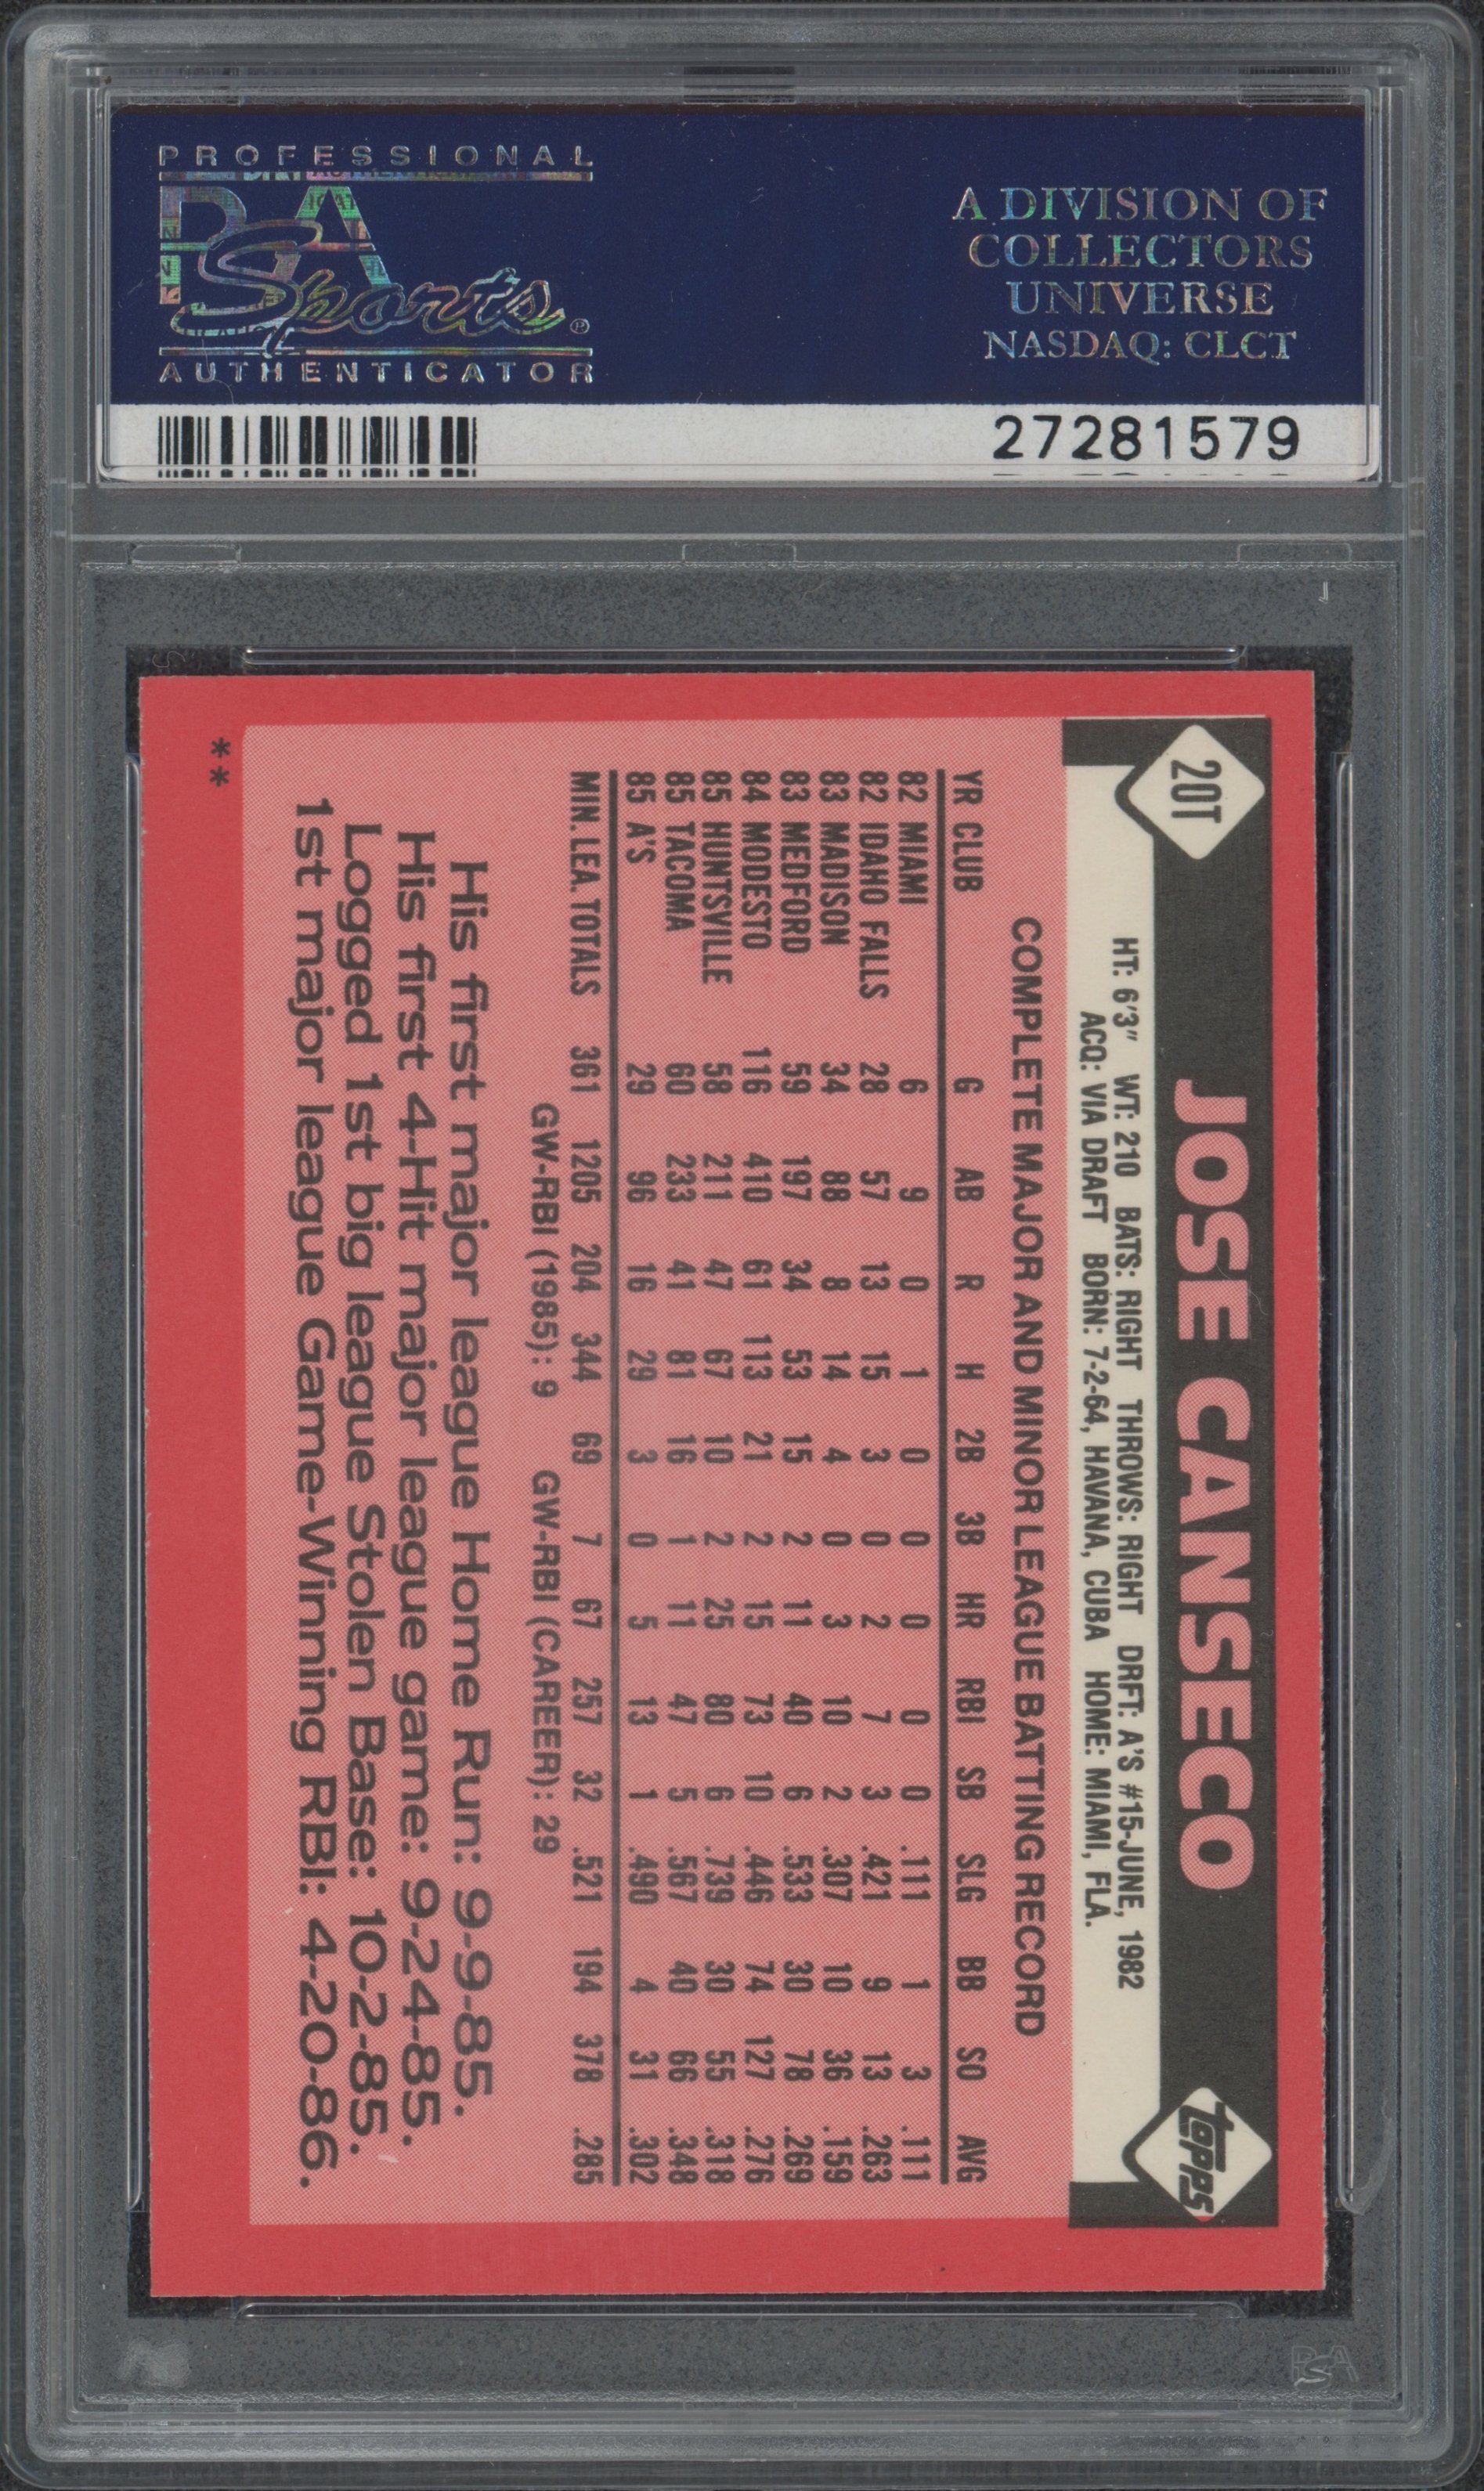 PROFESSIONAL
PSA
Sports
AUTHENTICATOR
A DIVISION OF
COLLECTORS
UNIVERSE
NASDAQ: CLCT
27281579
20T
JOSE CANSECO
topps
HT: 6'3" WT: 210 BATS: RIGHT THROWS: RIGHT DRFT: A'S #15-JUNE, 1982
ACQ: VIA DRAFT BORN: 7-2-64, HAVANA, CUBA HOME: MIAMI, FLA.
COMPLETE MAJOR AND MINOR LEAGUE BATTING RECORD
YR CLUB G AB R H 2B 3B HR RBI SB SLG BB SO AVG
82 MIAMI 6 9 0 1 0 0 0 0 0 .111 1 3 .111
82 IDAHO FALLS 28 57 13 15 3 0 2 7 3 .421 9 13 .263
83 MADISON 34 88 8 14 4 0 3 10 2 .307 10 36 .159
83 MEDFORD 59 197 34 53 15 2 11 40 6 .533 30 78 .269
84 MODESTO 116 410 61 113 21 2 15 73 10 .446 74 127 .276
85 HUNTSVILLE 58 211 47 67 10 2 25 80 6 .739 30 55 .318
85 TACOMA 60 233 41 81 16 1 11 47 5 .567 40 66 .348
85 A'S 29 96 16 29 3 0 5 13 1 .490 4 31 .302
MIN. LEA. TOTALS 361 1205 204 344 69 7 67 257 32 .521 194 378 .285
GW-RBI (1985): 9 GW-RBI (CAREER): 29
His first major league Home Run: 9-9-85.
His first 4-Hit major league game: 9-24-85.
Logged 1st big league Stolen Base: 10-2-85.
1st major league Game-Winning RBI: 4-20-86.
**
PSA